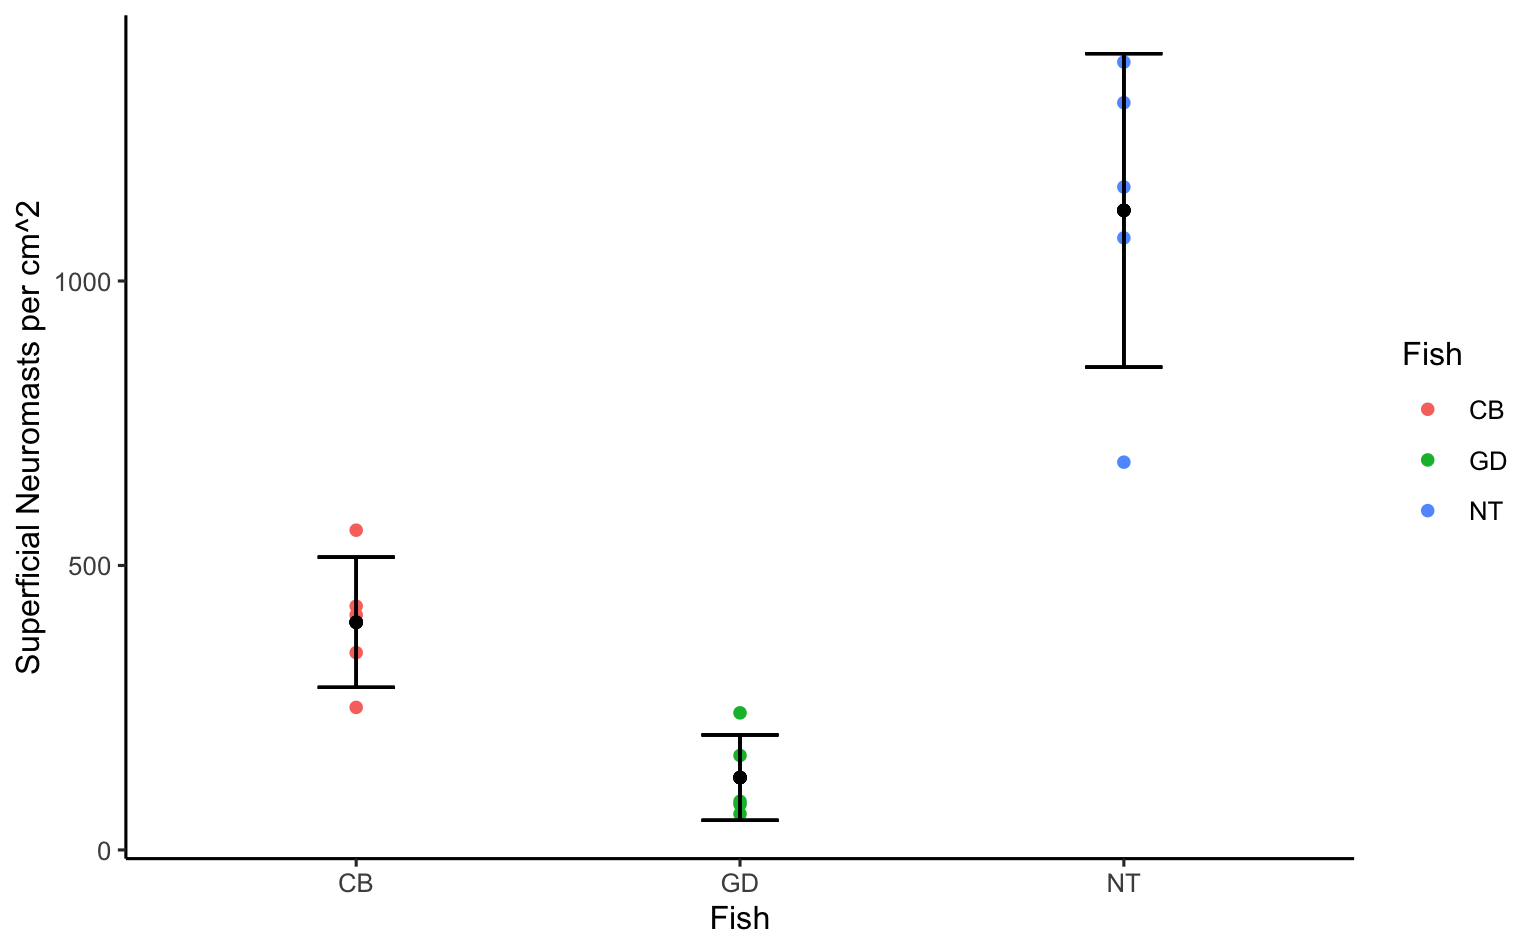 Superficial Neuromasts per cm^2
1000
500
0
CB
GD
NT
Fish
Fish
CB
GD
NT